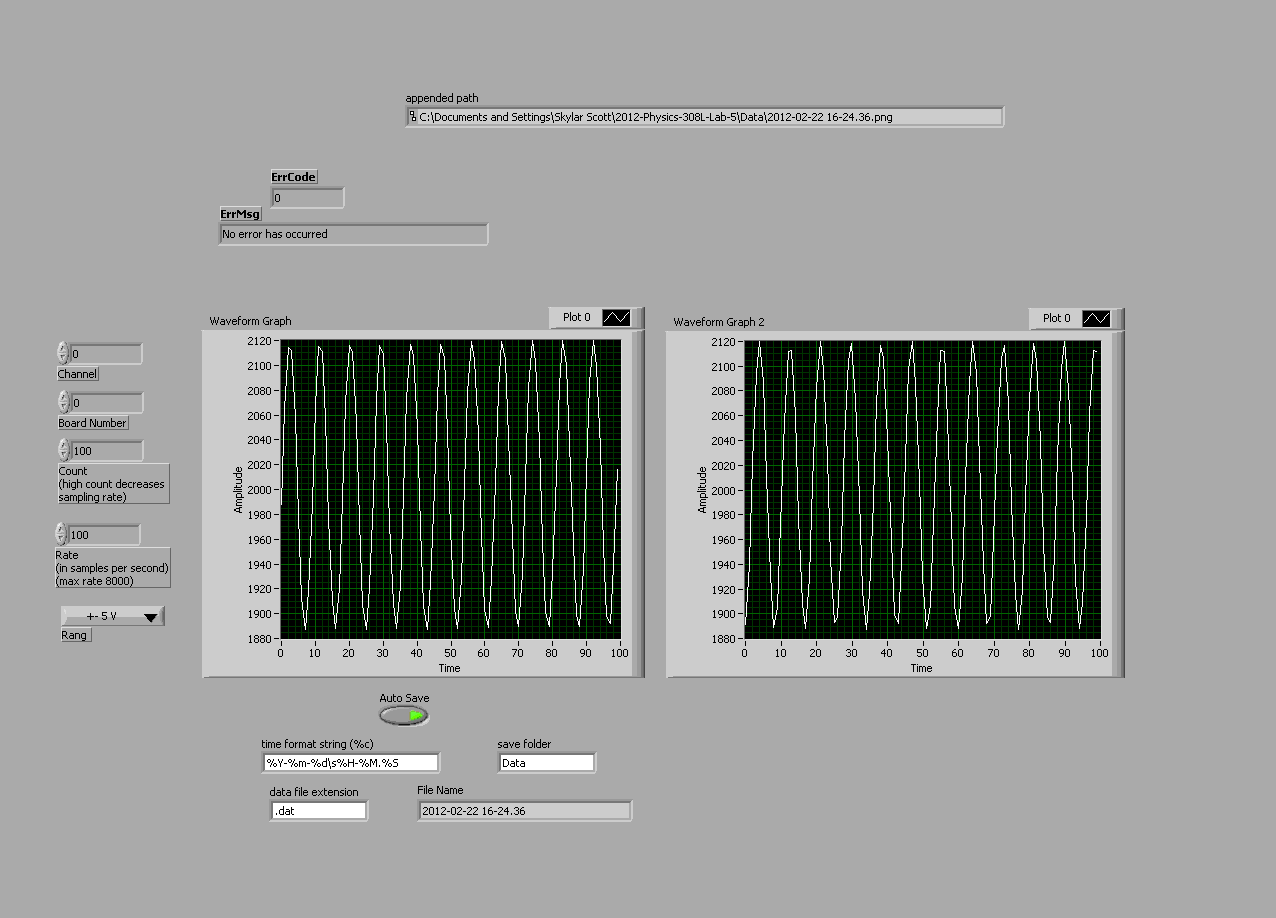 appended path
C:\Documents and Settings\Skylar Scott\2012-Physics-308L-Lab-5\Data\2012-02-22 16-24.36.png
ErrCode
0
ErrMsg
No error has occurred
0
Channel
0
Board Number
100
Count
(high count decreases
sampling rate)
100
Rate
(in samples per second)
(max rate 8000)
+- 5 V
Rang
Waveform Graph
Plot 0
Amplitude
2120
2100
2080
2060
2040
2020
2000
1980
1960
1940
1920
1900
1880
0 10 20 30 40 50 60 70 80 90 100
Time
Waveform Graph 2
Plot 0
Amplitude
2120
2100
2080
2060
2040
2020
2000
1980
1960
1940
1920
1900
1880
0 10 20 30 40 50 60 70 80 90 100
Time
Auto Save
time format string (%c)
%Y-%m-%d\s%H-%M.%S
save folder
Data
data file extension
.dat
File Name
2012-02-22 16-24.36